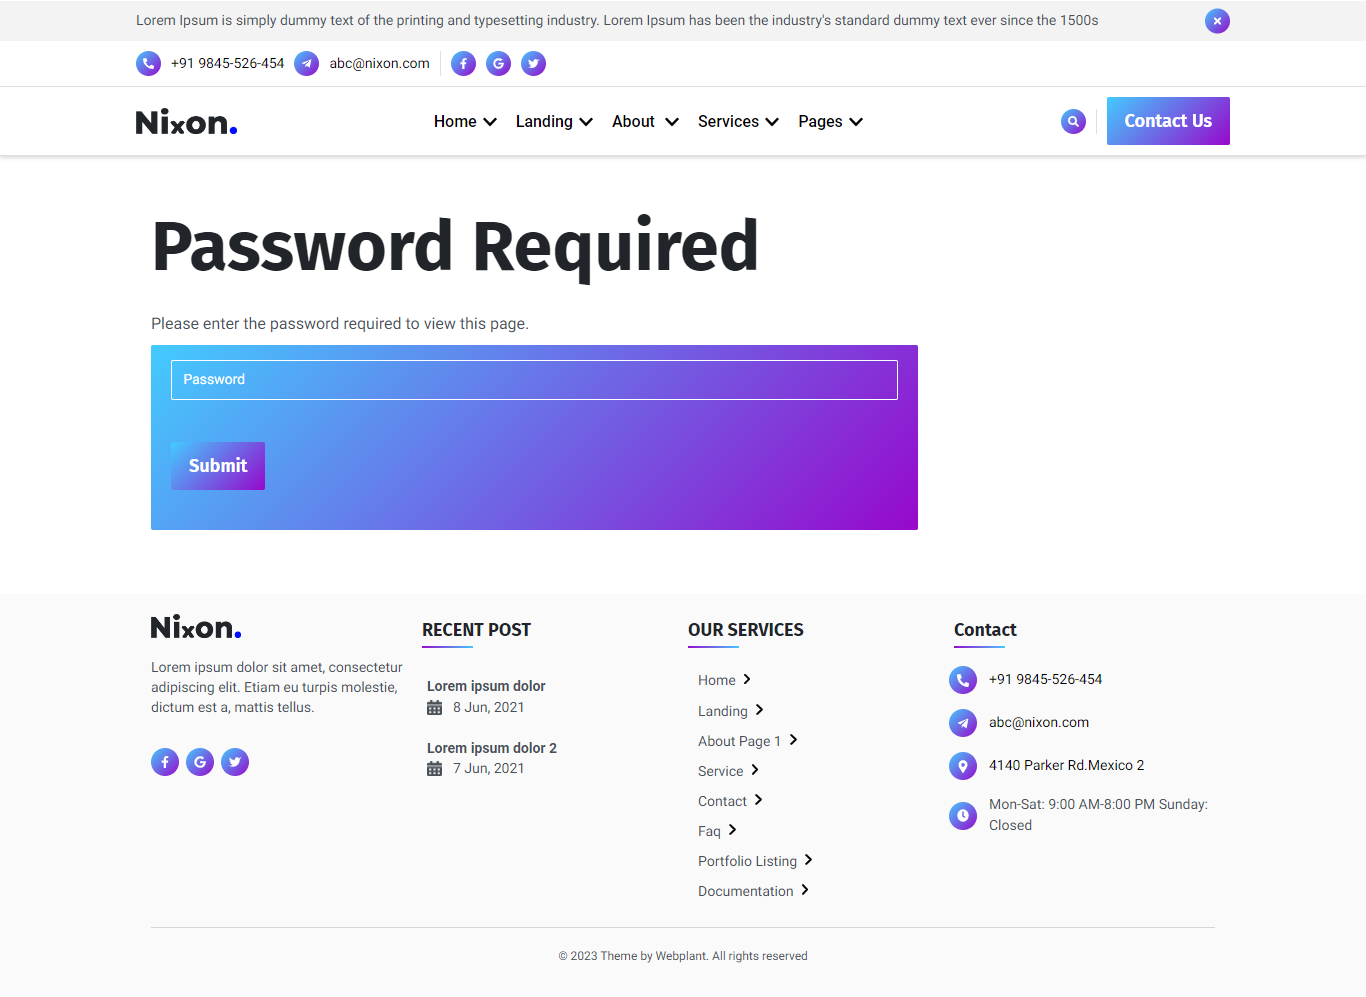 Lorem Ipsum is simply dummy text of the printing and typesetting industry. Lorem Ipsum has been the industry's standard dummy text ever since the 1500s
+91 9845-526-454 abc@nixon.com
Nixon. Home Landing About Services Pages Contact Us
Password Required
Please enter the password required to view this page.
Password
Submit
Nixon.
Lorem ipsum dolor sit amet, consectetur
adipiscing elit. Etiam eu turpis molestie,
dictum est a, mattis tellus.
RECENT POST
Lorem ipsum dolor
8 Jun, 2021
Lorem ipsum dolor 2
7 Jun, 2021
OUR SERVICES
Home
Landing
About Page 1
Service
Contact
Faq
Portfolio Listing
Documentation
Contact
+91 9845-526-454
abc@nixon.com
4140 Parker Rd.Mexico 2
Mon-Sat: 9:00 AM-8:00 PM Sunday:
Closed
© 2023 Theme by Webplant. All rights reserved